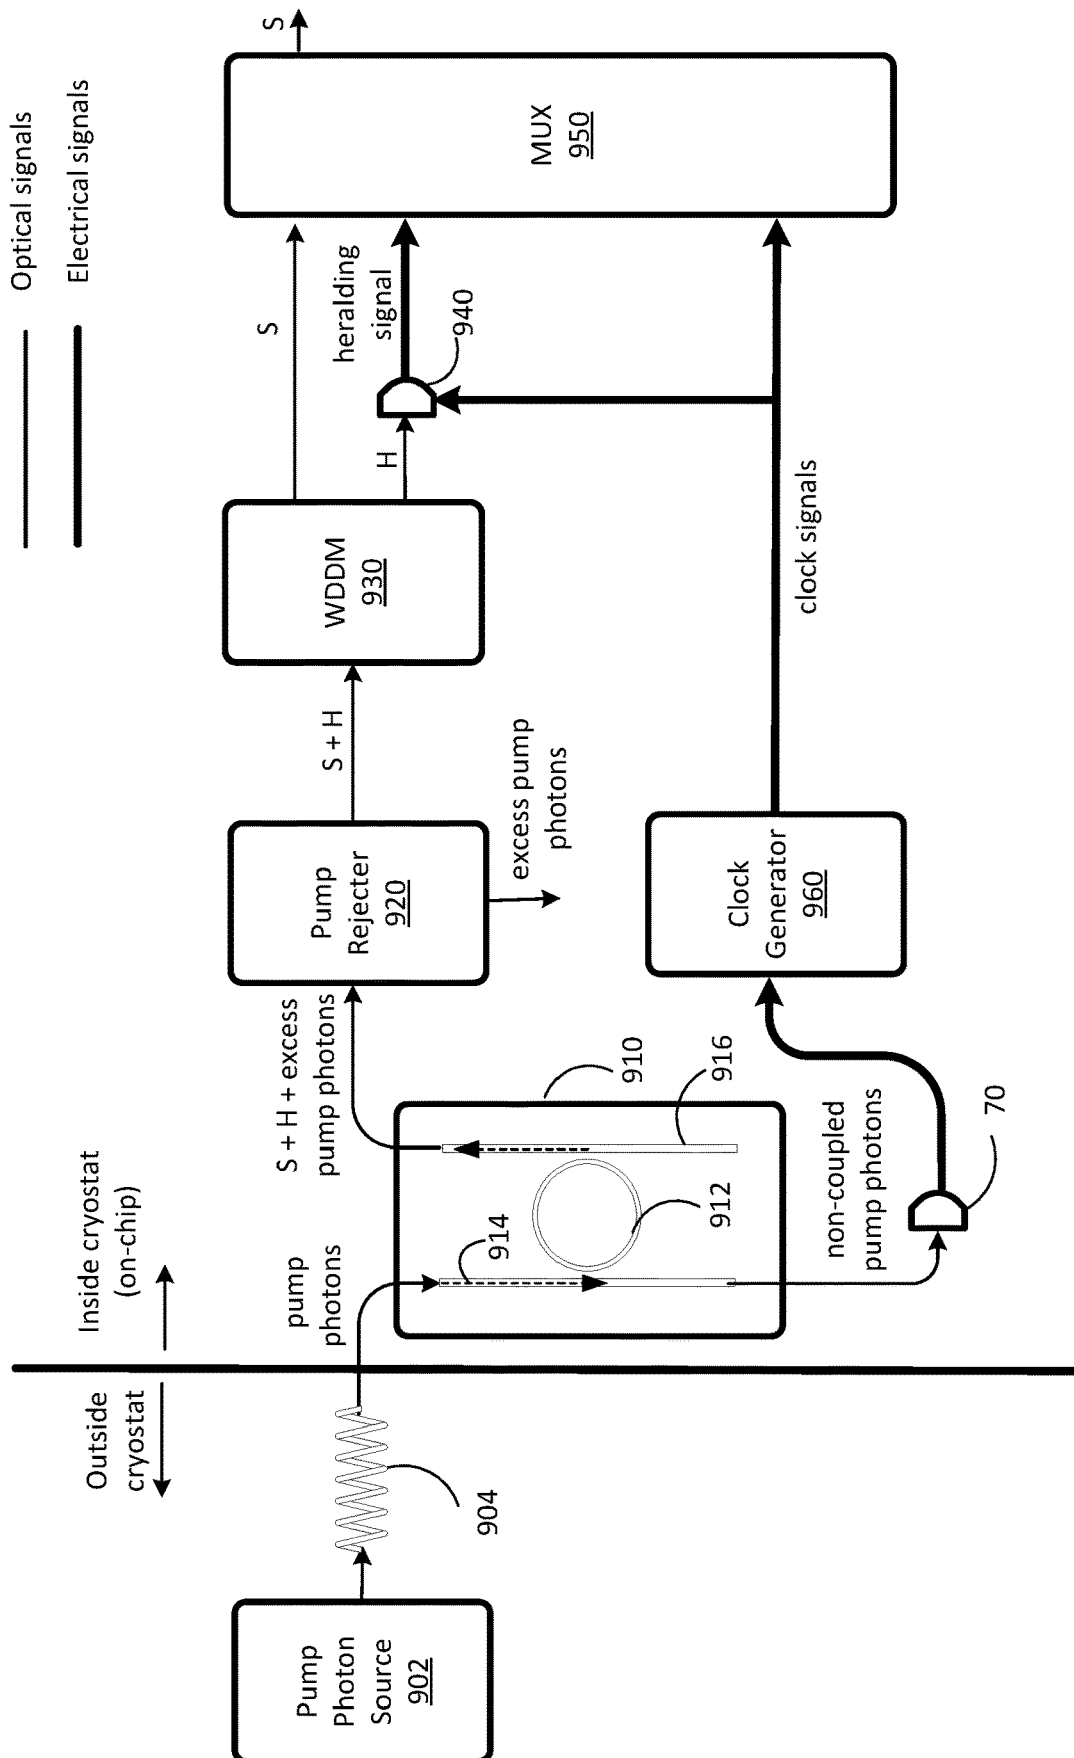 Optical signals
Electrical signals
Outside
cryostat
Inside cryostat
(on-chip)
Pump
Photon
Source
902
904
pump
photons
914
912
916
910
S + H + excess
pump photons
Pump
Rejecter
920
excess pump
photons
S + H
WDDM
930
S
H
heralding
signal
940
MUX
950
S
non-coupled
pump photons
70
Clock
Generator
960
clock signals